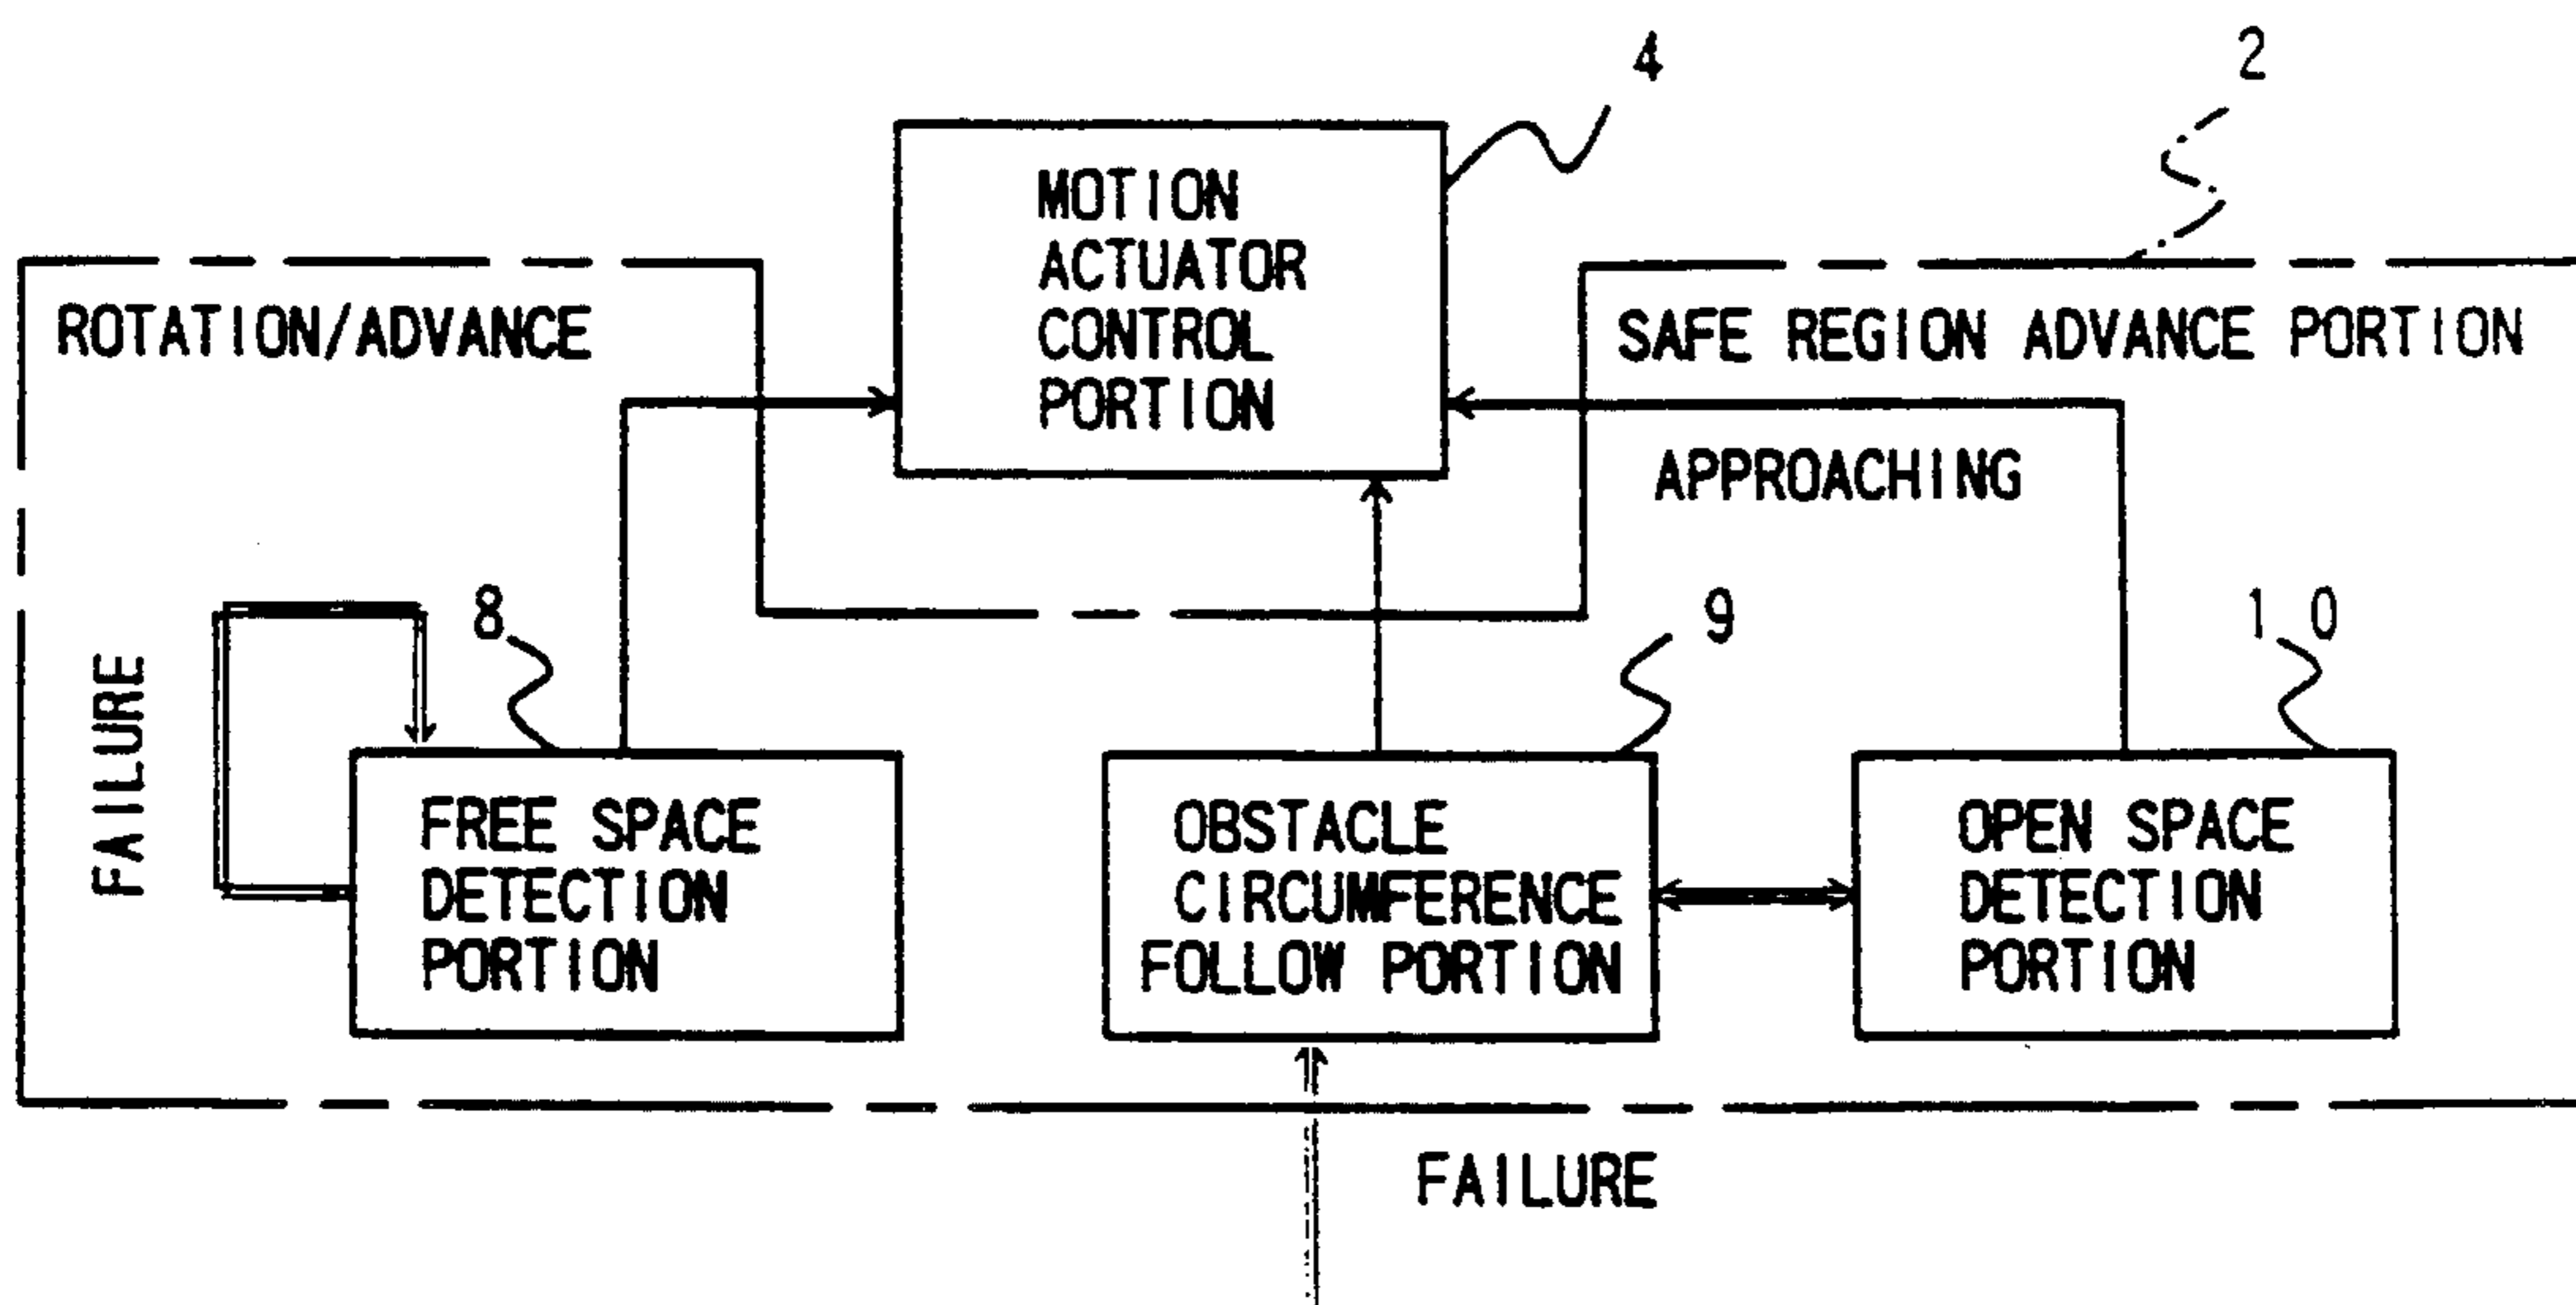 4
2
MOTION
ACTUATOR
CONTROL
PORTION
ROTATION/ADVANCE
SAFE REGION ADVANCE PORTION
APPROACHING
FAILURE
8
9
10
FREE SPACE
DETECTION
PORTION
OBSTACLE
CIRCUMFERENCE
FOLLOW PORTION
OPEN SPACE
DETECTION
PORTION
FAILURE